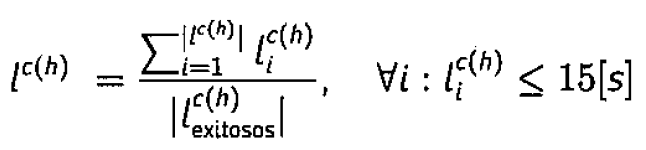 $l^{c(h)} = \frac{\sum_{i=1}^{|l^{c(h)}|} l_i^{c(h)}}{|l_{\text{exitosos}}^{c(h)}|}, \quad \forall i : l_i^{c(h)} \leq 15[s]$